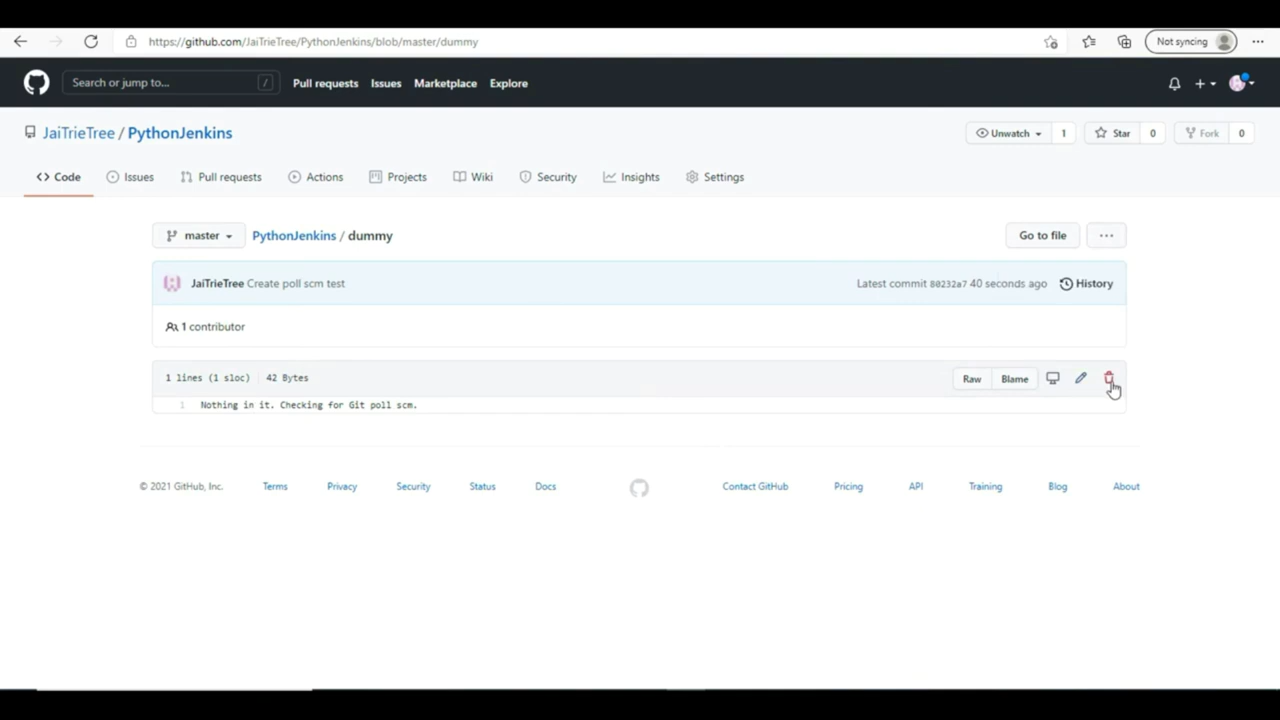 https://github.com/JaiTrieTree/PythonJenkins/blob/master/dummy
Not syncing
Search or jump to... /
Pull requests Issues Marketplace Explore
JaiTrieTree / PythonJenkins
Unwatch 1 Star 0 Fork 0
Code Issues Pull requests Actions Projects Wiki Security Insights Settings
master PythonJenkins / dummy Go to file ...
JaiTrieTree Create poll scm test Latest commit 80232a7 40 seconds ago History
1 contributor
1 lines (1 sloc) 42 Bytes Raw Blame
1 Nothing in it. Checking for Git poll scm.
© 2021 GitHub, Inc. Terms Privacy Security Status Docs Contact GitHub Pricing API Training Blog About